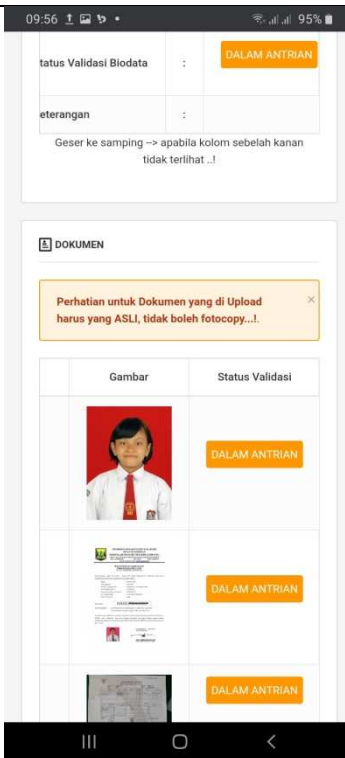 09:56
95%
tatus Validasi Biodata : DALAM ANTRIAN
eterangan :
Geser ke samping --> apabila kolom sebelah kanan
tidak terlihat ..!
DOKUMEN
Perhatian untuk Dokumen yang di Upload
harus yang ASLI, tidak boleh fotocopy...!.
×
Gambar Status Validasi
DALAM ANTRIAN
DALAM ANTRIAN
DALAM ANTRIAN